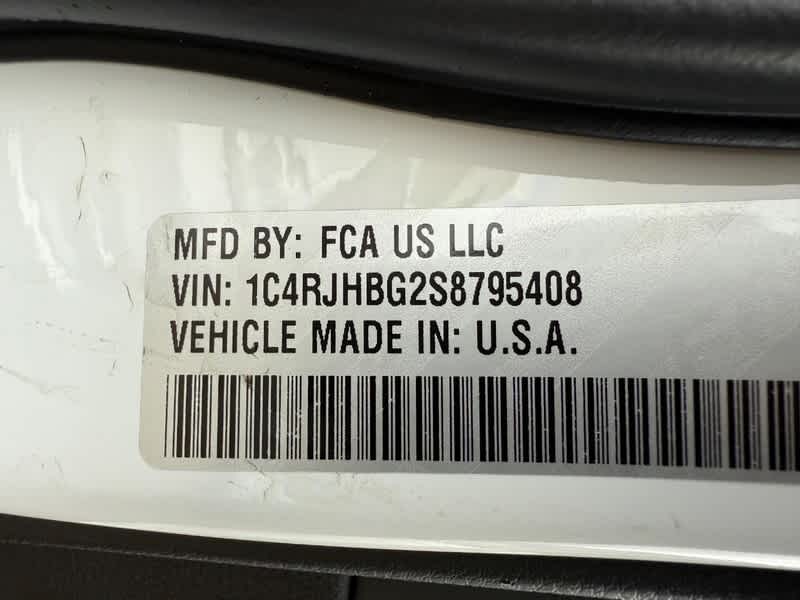 MFD BY: FCA US LLC
VIN: 1C4RJHBG2S8795408
VEHICLE MADE IN: U.S.A.